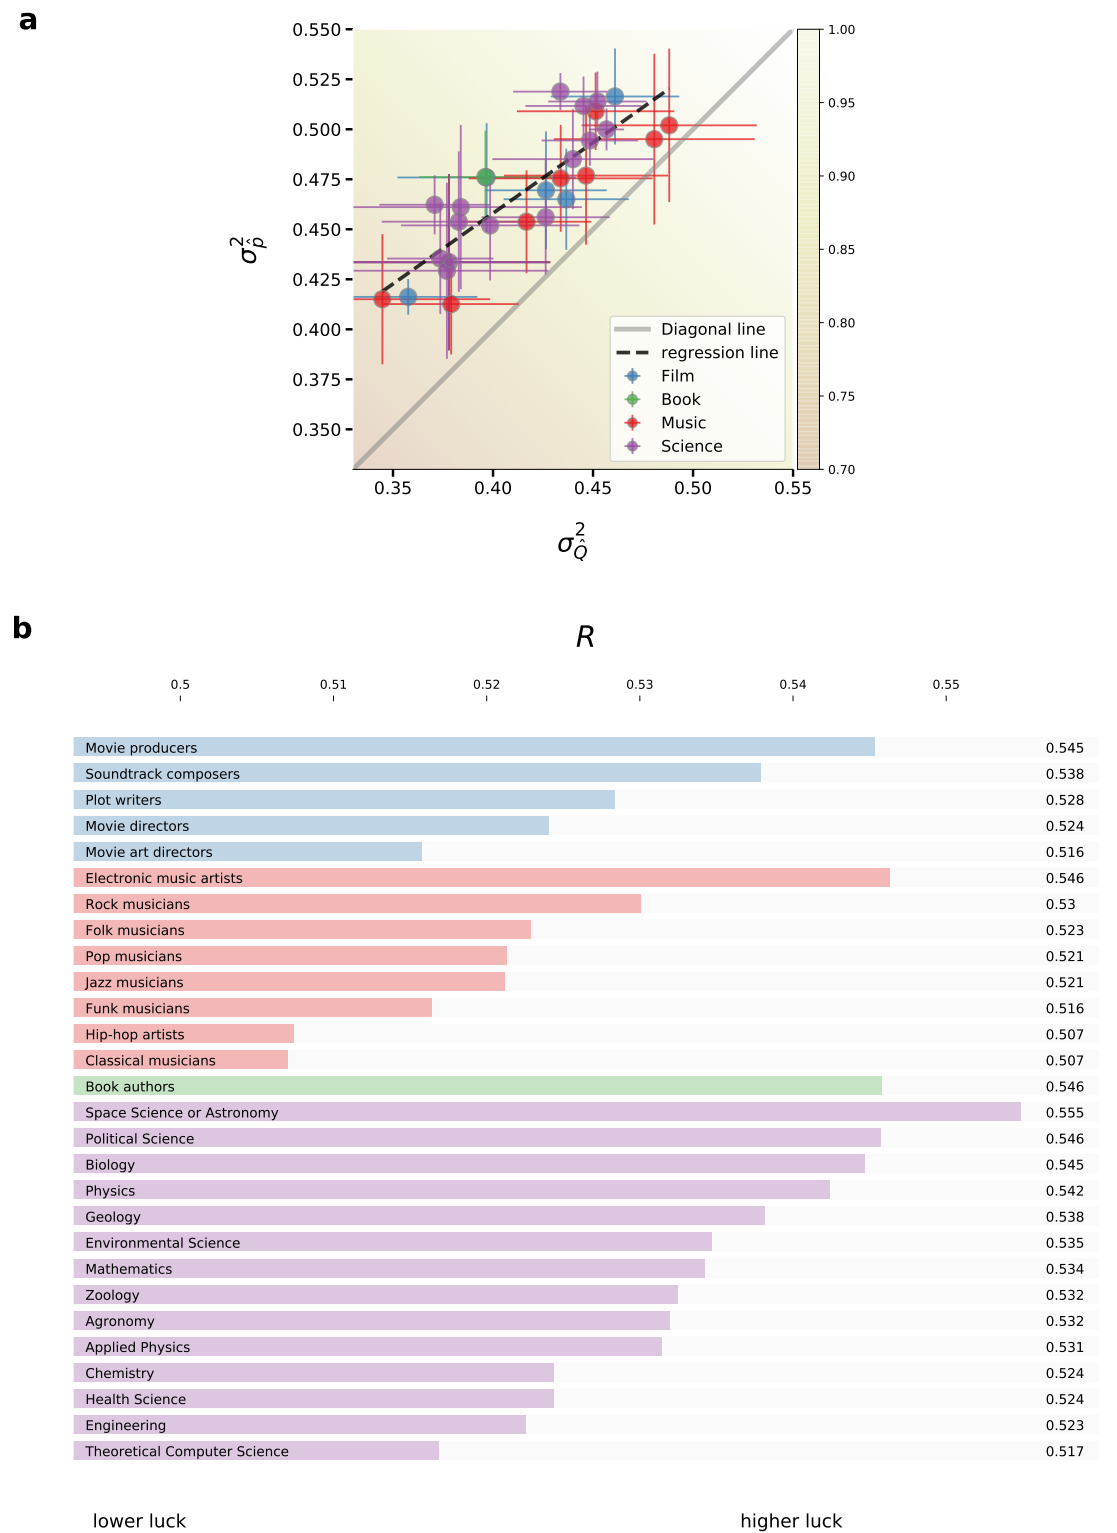 a
0.550
0.525
0.500
0.475
0.450
0.425
0.400
0.375
0.350
σ²p̂
0.35 0.40 0.45 0.50 0.55
σ²Q̂
Diagonal line
regression line
Film
Book
Music
Science
1.00
0.95
0.90
0.85
0.80
0.75
0.70
b
R
0.5 0.51 0.52 0.53 0.54 0.55
Movie producers 0.545
Soundtrack composers 0.538
Plot writers 0.528
Movie directors 0.524
Movie art directors 0.516
Electronic music artists 0.546
Rock musicians 0.53
Folk musicians 0.523
Pop musicians 0.521
Jazz musicians 0.521
Funk musicians 0.516
Hip-hop artists 0.507
Classical musicians 0.507
Book authors 0.546
Space Science or Astronomy 0.555
Political Science 0.546
Biology 0.545
Physics 0.542
Geology 0.538
Environmental Science 0.535
Mathematics 0.534
Zoology 0.532
Agronomy 0.532
Applied Physics 0.531
Chemistry 0.524
Health Science 0.524
Engineering 0.523
Theoretical Computer Science 0.517
lower luck higher luck